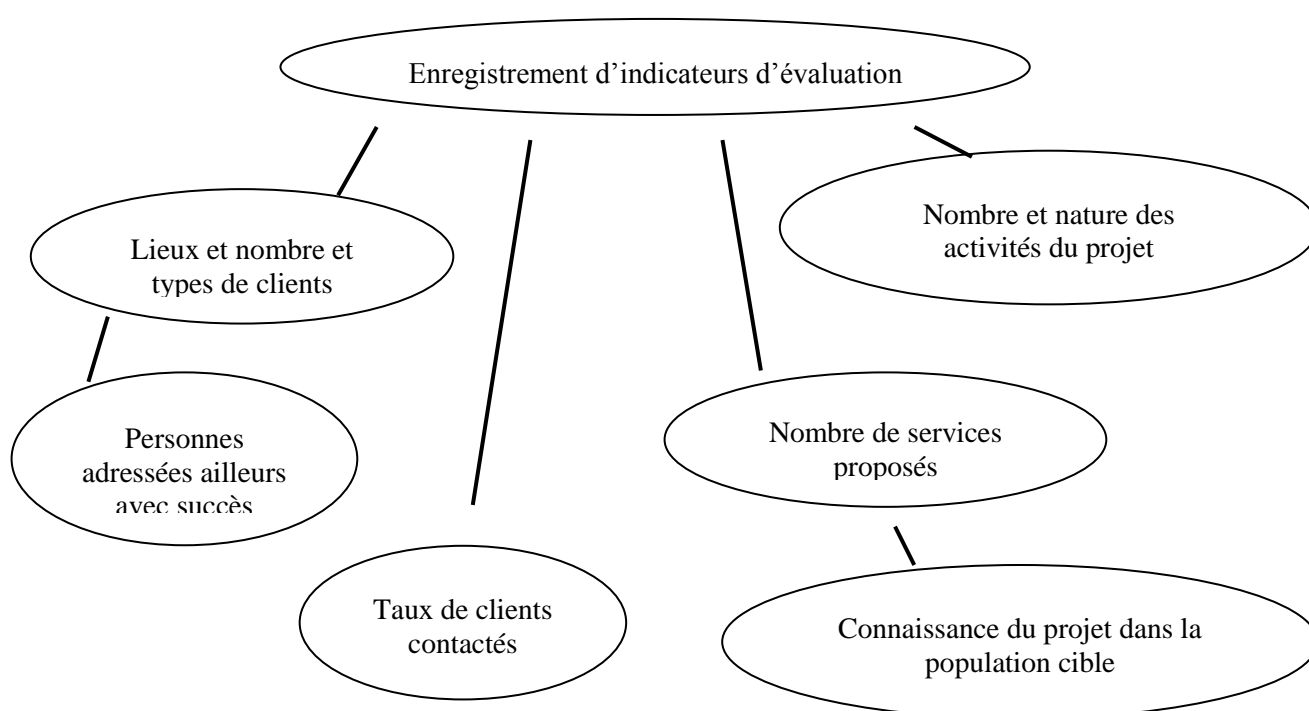 Enregistrement d’indicateurs d’évaluation
Nombre et nature des
activités du projet
Lieux et nombre et
types de clients
Personnes
adressées ailleurs
avec succès
Nombre de services
proposés
Taux de clients
contactés
Connaissance du projet dans la
population cible